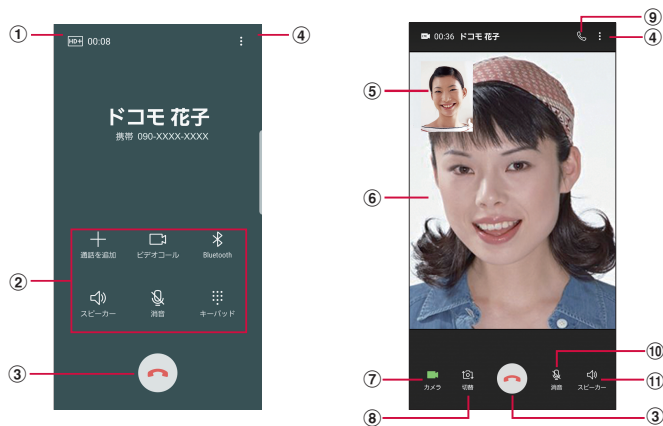 ① HD+ 00:08 ④
ドコモ 花子
携帯 090-XXXX-XXXX
②
通話を追加 ビデオコール Bluetooth
スピーカー 消音 キーパッド
③
⑨
00:36 ドコモ 花子 ④
⑤
⑥
⑩
⑦ カメラ 切替 消音 スピーカー ⑪
⑧ ③